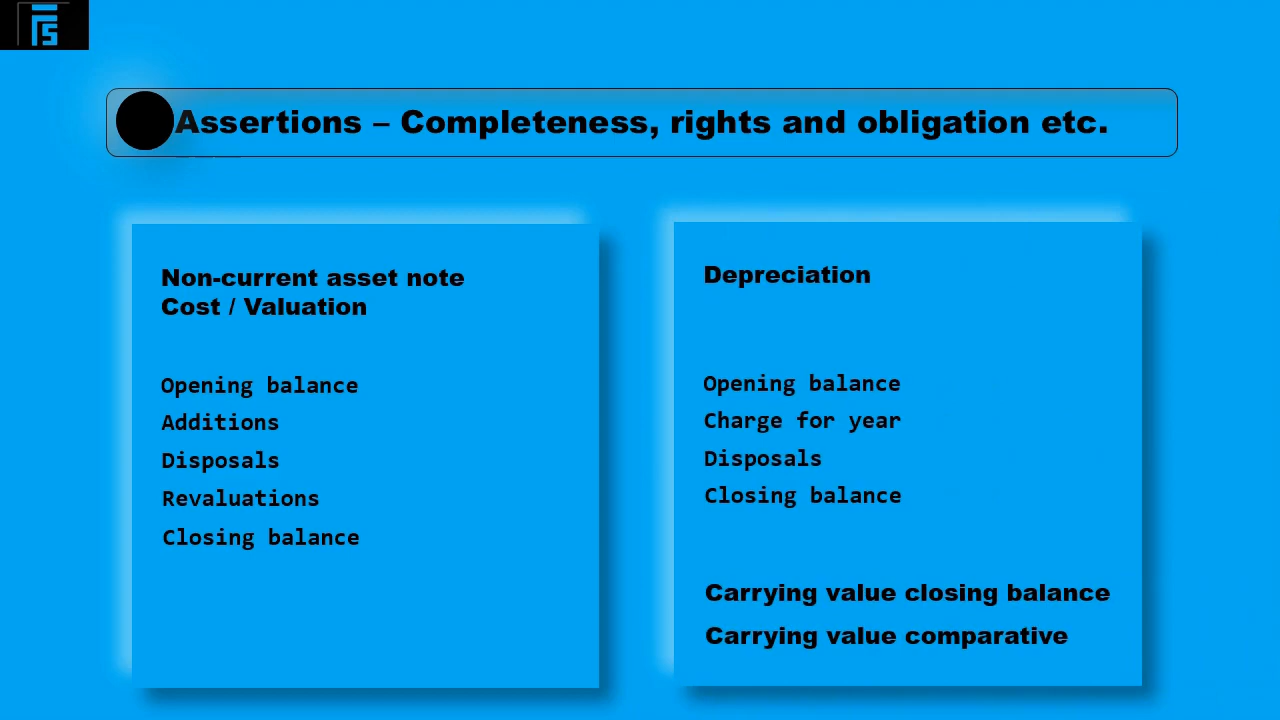 Assertions – Completeness, rights and obligation etc.
Non-current asset note
Cost / Valuation
Opening balance
Additions
Disposals
Revaluations
Closing balance
Depreciation
Opening balance
Charge for year
Disposals
Closing balance
Carrying value closing balance
Carrying value comparative